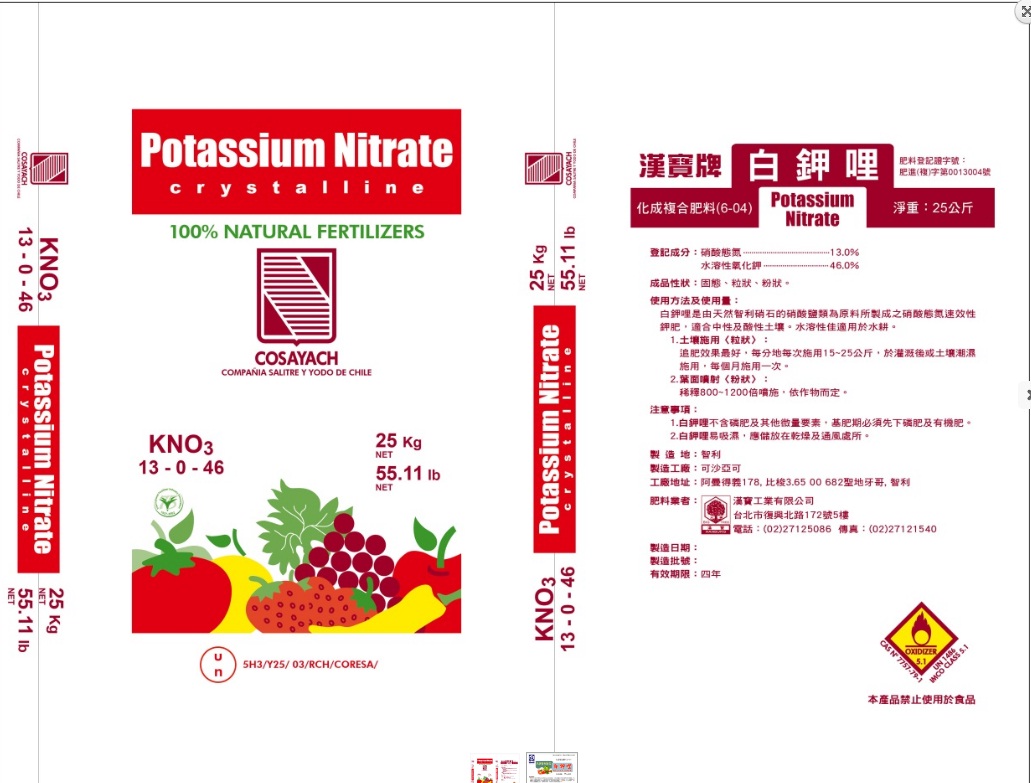 COSAYACH
COMPAÑIA SALITRE Y YODO DE CHILE
KNO3
13 - 0 - 46
Potassium Nitrate
crystalline
25 Kg
NET
55.11 lb
NET
Potassium Nitrate
crystalline
100% NATURAL FERTILIZERS
COSAYACH
COMPAÑIA SALITRE Y YODO DE CHILE
KNO3
13 - 0 - 46
25 Kg
NET
55.11 lb
NET
un
5H3/Y25/ 03/RCH/CORESA/
COSAYACH
COMPAÑIA SALITRE Y YODO DE CHILE
25 Kg
NET
55.11 lb
NET
Potassium Nitrate
crystalline
KNO3
13 - 0 - 46
漢寶牌
白鉀哩
肥料登記證字號：
肥進(複)字第0013004號
化成複合肥料(6-04)
Potassium
Nitrate
淨重：25公斤
登記成分：硝酸態氮 ················ 13.0%
水溶性氧化鉀 ············ 46.0%
成品性狀：固態、粒狀、粉狀。
使用方法及使用量：
白鉀哩是由天然智利硝石的硝酸鹽類為原料所製成之硝酸態氮速效性
鉀肥，適合中性及酸性土壤。水溶性佳適用於水耕。
1.土壤施用〈粒狀〉：
追肥效果最好，每分地每次施用15~25公斤，於灌溉後或土壤潮濕
施用，每個月施用一次。
2.葉面噴射〈粉狀〉：
稀釋800~1200倍噴施，依作物而定。
注意事項：
1.白鉀哩不含磷肥及其他微量要素，基肥期必須先下磷肥及有機肥。
2.白鉀哩易吸濕，應儲放在乾燥及通風處所。
製 造 地：智利
製造工廠：可沙亞可
工廠地址：阿曼得義178, 比梭3.65 00 682聖地牙哥, 智利
肥料業者：
漢寶工業有限公司
台北市復興北路172號5樓
電話：(02)27125086 傳真：(02)27121540
製造日期：
製造批號：
有效期限：四年
OXIDIZER
5.1
CAS N° 7757-79-1
UN 1486
IMCO CLASS 5.1
本產品禁止使用於食品